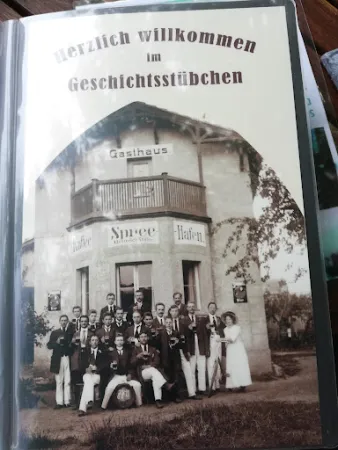 Herzlich willkommen
im
Geschichtsstübchen
Gasthaus
Spree
Hafen